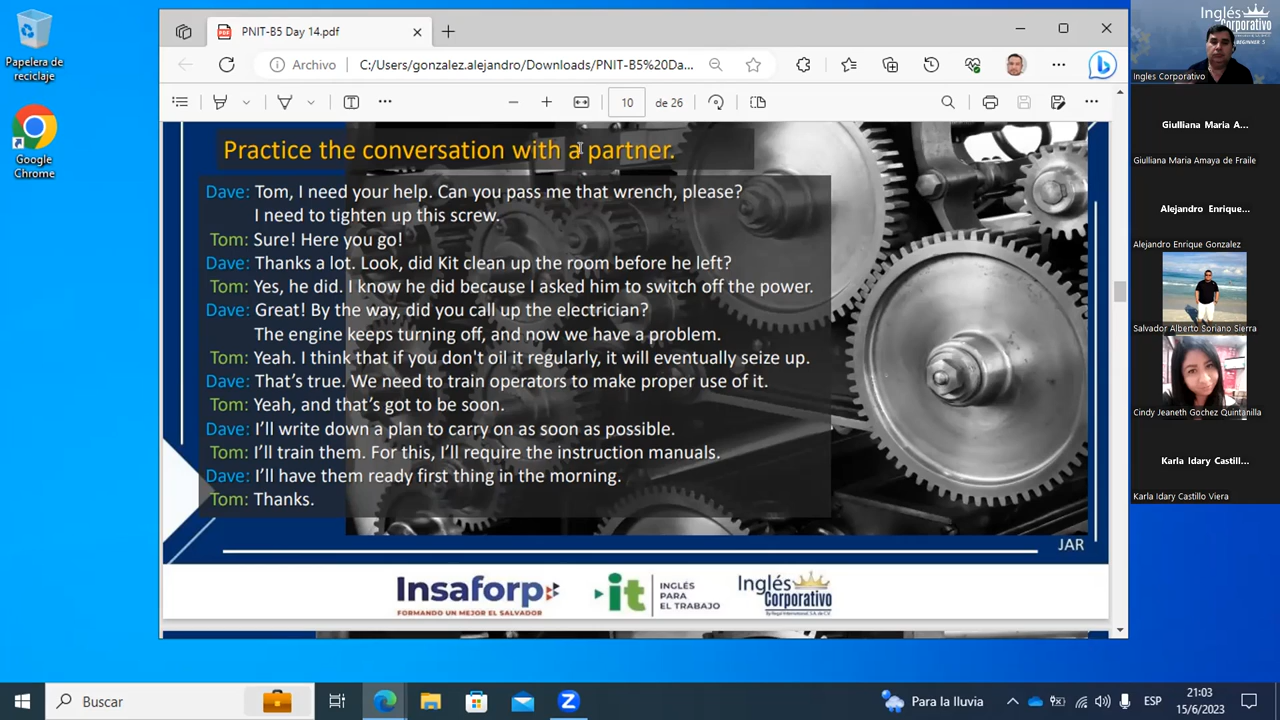 Papelera de
reciclaje
Google
Chrome
PNIT-B5 Day 14.pdf
Archivo
C:/Users/gonzalez.alejandro/Downloads/PNIT-B5%20Da...
10
de 26
Practice the conversation with a partner.
Dave: Tom, I need your help. Can you pass me that wrench, please?
I need to tighten up this screw.
Tom: Sure! Here you go!
Dave: Thanks a lot. Look, did Kit clean up the room before he left?
Tom: Yes, he did. I know he did because I asked him to switch off the power.
Dave: Great! By the way, did you call up the electrician?
The engine keeps turning off, and now we have a problem.
Tom: Yeah. I think that if you don't oil it regularly, it will eventually seize up.
Dave: That's true. We need to train operators to make proper use of it.
Tom: Yeah, and that's got to be soon.
Dave: I'll write down a plan to carry on as soon as possible.
Tom: I'll train them. For this, I'll require the instruction manuals.
Dave: I'll have them ready first thing in the morning.
Tom: Thanks.
JAR
Insaforp
FORMANDO UN MEJOR EL SALVADOR
it
INGLÉS
PARA
EL TRABAJO
Inglés
Corporativo
by Regal International, S.A. de C.V.
Inglés
Corporativo
BEGINNER 5
Ingles Corporativo
Giulliana Maria A...
Giulliana Maria Amaya de Fraile
Alejandro Enrique...
Alejandro Enrique Gonzalez
Salvador Alberto Soriano Sierra
Cindy Jeaneth Gochez Quintanilla
Karla Idary Castill...
Karla Idary Castillo Viera
Buscar
Para la lluvia
ESP
21:03
15/6/2023